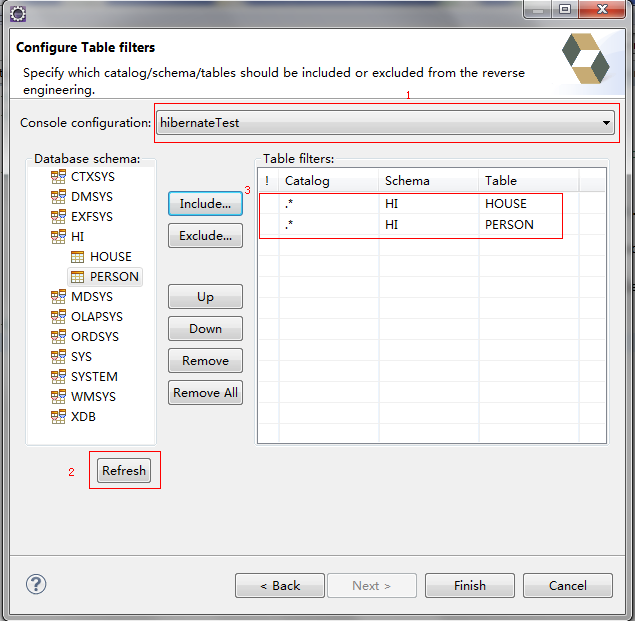 Configure Table filters
Specify which catalog/schema/tables should be included or excluded from the reverse
engineering.
1
Console configuration: hibernateTest
Database schema:
CTXSYS
DMSYS
EXFSYS
HI
HOUSE
PERSON
MDSYS
OLAPSYS
ORDSYS
SYS
SYSTEM
WMSYS
XDB
2 Refresh
Include... 3
Exclude...
Up
Down
Remove
Remove All
Table filters:
! Catalog Schema Table
.* HI HOUSE
.* HI PERSON
? < Back Next > Finish Cancel